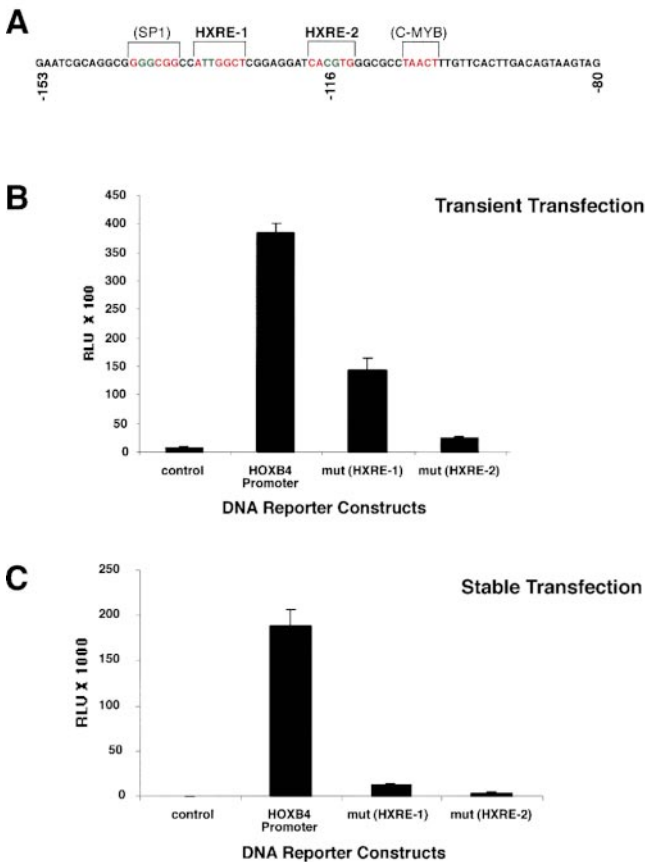 A
(SP1) HXRE-1 HXRE-2 (C-MYB)
GAATCGCAGGCGGGGCGGCCATTGGCTCGGAGGATCACGTGGGCGCCTAACTTTGTTCACTTGACAGTAAGTAG
-153 -116 -80
B
Transient Transfection
RLU X 100
450
400
350
300
250
200
150
100
50
0
control HOXB4 Promoter mut (HXRE-1) mut (HXRE-2)
DNA Reporter Constructs
C
Stable Transfection
RLU X 1000
250
200
150
100
50
0
control HOXB4 Promoter mut (HXRE-1) mut (HXRE-2)
DNA Reporter Constructs